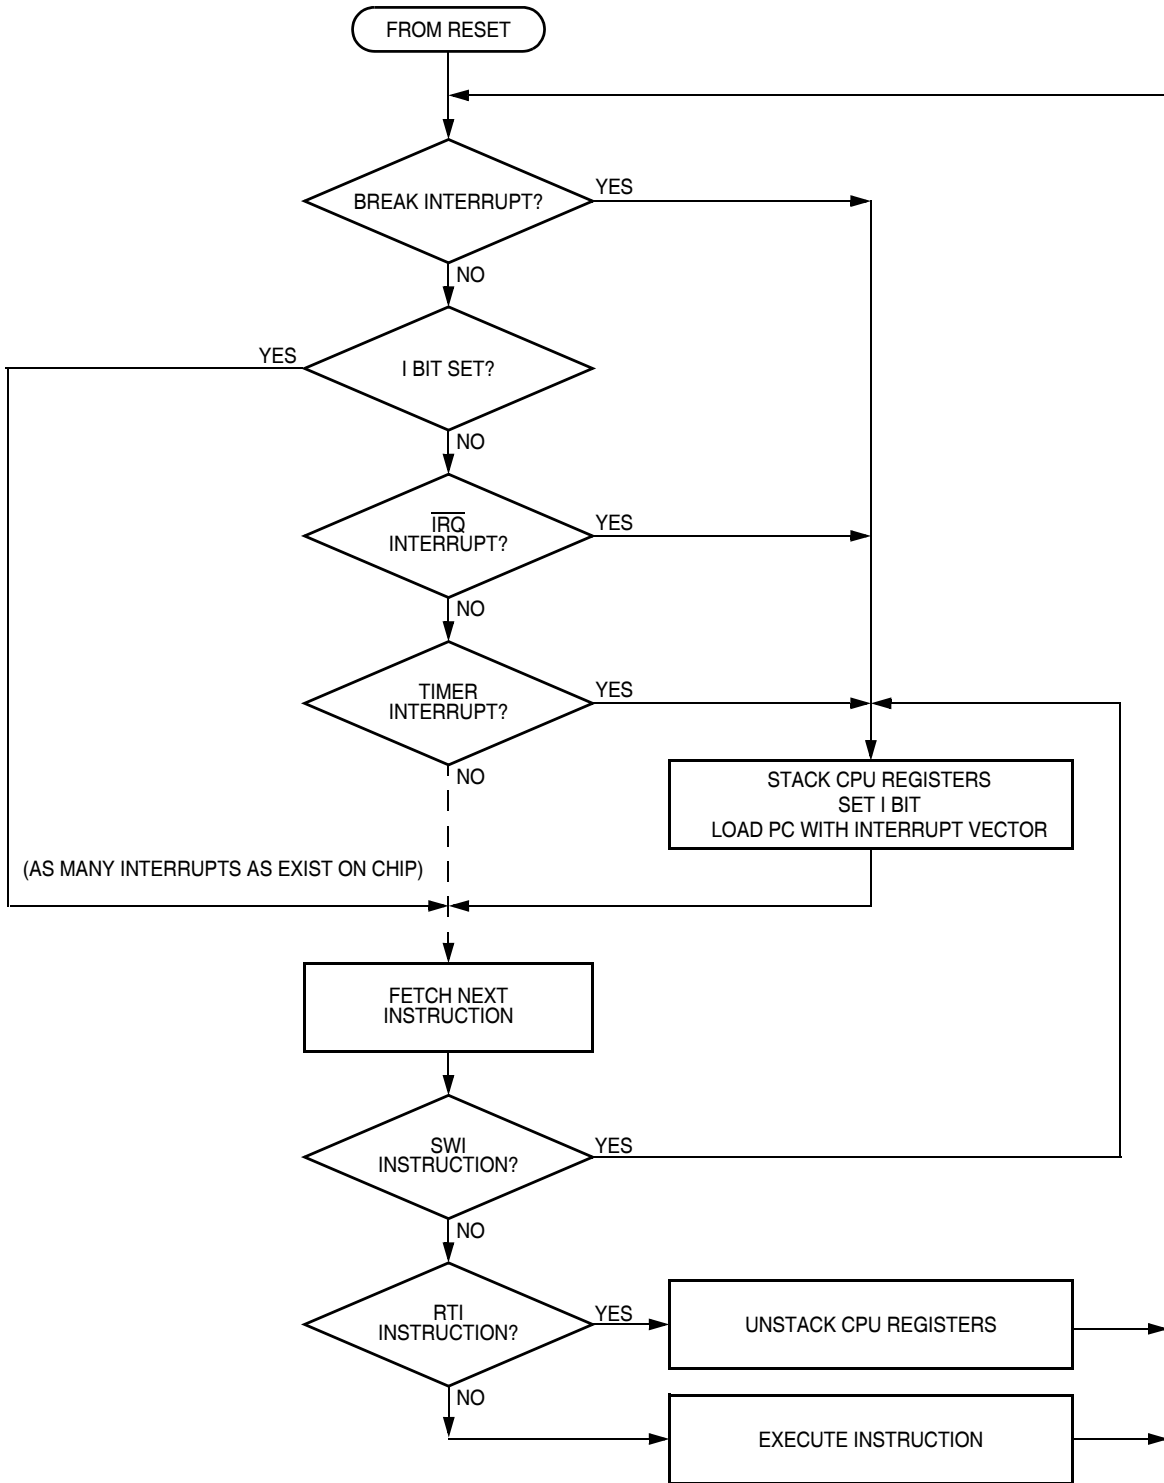 FROM RESET
BREAK INTERRUPT?
YES
NO
YES
I BIT SET?
NO
IRQ
INTERRUPT?
YES
NO
TIMER
INTERRUPT?
YES
NO
STACK CPU REGISTERS
SET I BIT
LOAD PC WITH INTERRUPT VECTOR
(AS MANY INTERRUPTS AS EXIST ON CHIP)
FETCH NEXT
INSTRUCTION
SWI
INSTRUCTION?
YES
NO
RTI
INSTRUCTION?
YES
UNSTACK CPU REGISTERS
NO
EXECUTE INSTRUCTION